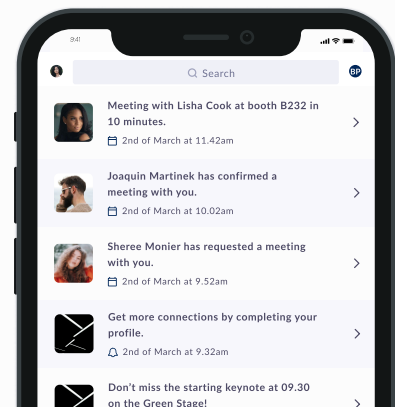 9:41
Search
BP
Meeting with Lisha Cook at booth B232 in
10 minutes.
2nd of March at 11.42am
Joaquin Martinek has confirmed a
meeting with you.
2nd of March at 10.02am
Sheree Monier has requested a meeting
with you.
2nd of March at 9.52am
Get more connections by completing your
profile.
2nd of March at 9.32am
Don’t miss the starting keynote at 09.30
on the Green Stage!